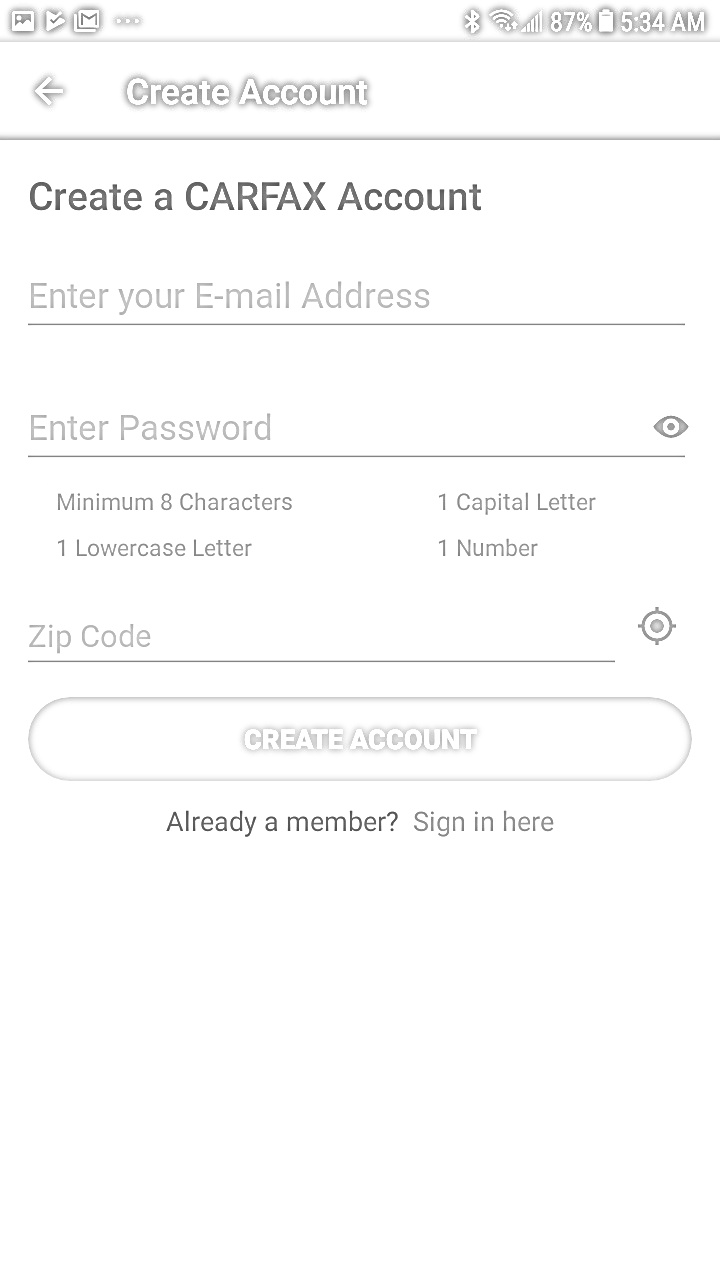 87% 5:34 AM
Create Account
Create a CARFAX Account
Enter your E-mail Address
Enter Password
Minimum 8 Characters 1 Capital Letter
1 Lowercase Letter 1 Number
Zip Code
CREATE ACCOUNT
Already a member? Sign in here